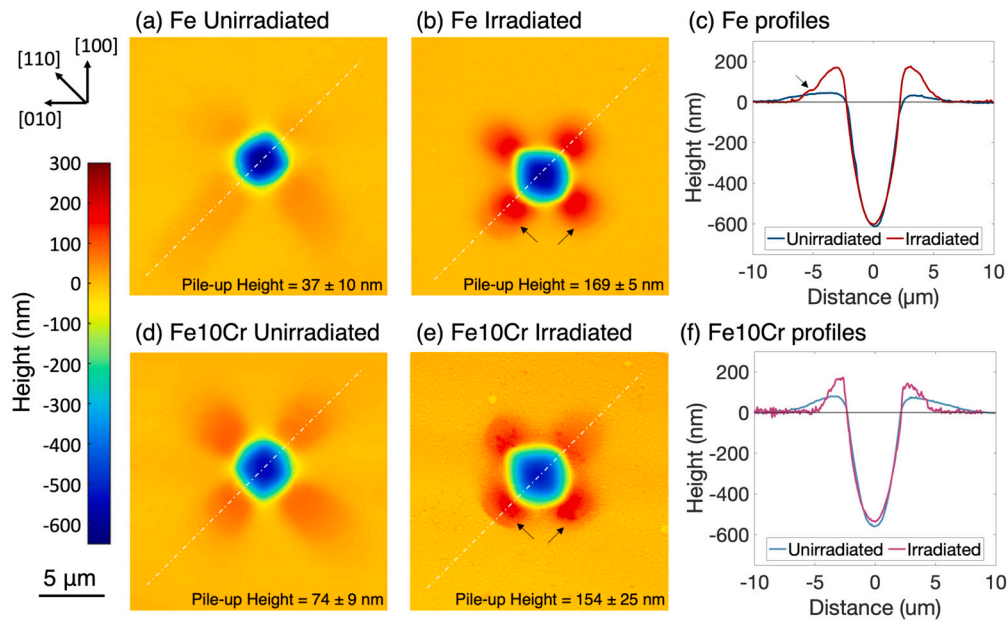 (a) Fe Unirradiated
(b) Fe Irradiated
(c) Fe profiles
[100]
[110]
[010]
300
200
100
0
-100
-200
-300
-400
-500
-600
Height (nm)
5 µm
Pile-up Height = 37 ± 10 nm
Pile-up Height = 169 ± 5 nm
200
0
-200
-400
-600
Height (nm)
Unirradiated
Irradiated
-10
-5
0
5
10
Distance (µm)
(d) Fe10Cr Unirradiated
(e) Fe10Cr Irradiated
(f) Fe10Cr profiles
Pile-up Height = 74 ± 9 nm
Pile-up Height = 154 ± 25 nm
200
0
-200
-400
-600
Height (nm)
Unirradiated
Irradiated
-10
-5
0
5
10
Distance (um)